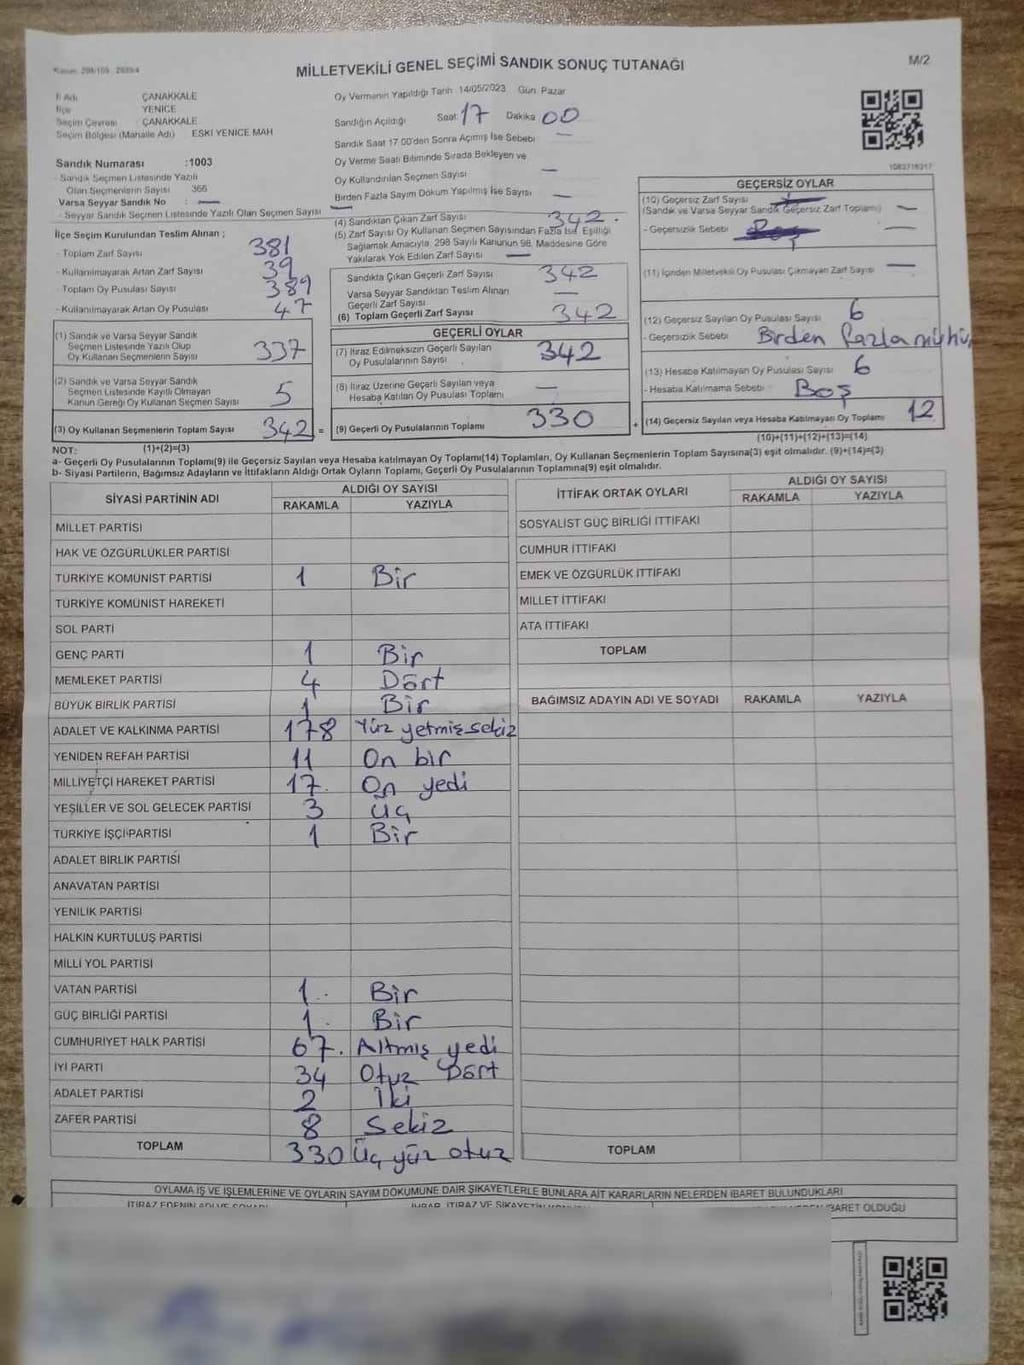 MİLLETVEKİLİ GENEL SEÇİMİ SANDIK SONUÇ TUTANAĞI
M/2
İl Adı ÇANAKKALE
İlçe YENİCE
Seçim Çevresi ÇANAKKALE
Seçim Bölgesi (Mahalle Adı) ESKİ YENİCE MAH
Sandık Numarası :1003
- Sandık Seçmen Listesinde Yazılı
Olan Seçmenlerin Sayısı 366
Varsa Seyyar Sandık No : —
- Seyyar Sandık Seçmen Listesinde Yazılı Olan Seçmen Sayısı —
İlçe Seçim Kurulundan Teslim Alınan ;
- Toplam Zarf Sayısı 381
- Kullanılmayarak Artan Zarf Sayısı 39
- Toplam Oy Pusulası Sayısı 389
- Kullanılmayarak Artan Oy Pusulası 47
(1) Sandık ve Varsa Seyyar Sandık
Seçmen Listesinde Yazılı Olup
Oy Kullanan Seçmenlerin Sayısı 337
(2) Sandık ve Varsa Seyyar Sandık
Seçmen Listesinde Kayıtlı Olmayan
Kanun Gereği Oy Kullanan Seçmen Sayısı 5
(3) Oy Kullanan Seçmenlerin Toplam Sayısı 342 =
Oy Vermenin Yapıldığı Tarih 14/05/2023 Gün Pazar
Sandığın Açıldığı Saat 17 Dakika 00
Sandık Saat 17.00'den Sonra Açılmış İse Sebebi —
Oy Verme Saati Bitiminde Sırada Bekleyen ve
Oy Kullandırılan Seçmen Sayısı —
Birden Fazla Sayım Döküm Yapılmış İse Sayısı —
(4) Sandıktan Çıkan Zarf Sayısı 342.
(5) Zarf Sayısı Oy Kullanan Seçmen Sayısından Fazla İse, Eşitliği
Sağlamak Amacıyla, 298 Sayılı Kanunun 98. Maddesine Göre
Yakılarak Yok Edilen Zarf Sayısı —
Sandıkta Çıkan Geçerli Zarf Sayısı 342
Varsa Seyyar Sandıktan Teslim Alınan
Geçerli Zarf Sayısı —
(6) Toplam Geçerli Zarf Sayısı 342
GEÇERLİ OYLAR
(7) İtiraz Edilmeksizin Geçerli Sayılan
Oy Pusulalarının Sayısı 342
(8) İtiraz Üzerine Geçerli Sayılan veya
Hesaba Katılan Oy Pusulası Toplamı —
(9) Geçerli Oy Pusulalarının Toplamı 330 +
1083716317
GEÇERSİZ OYLAR
(10) Geçersiz Zarf Sayısı
(Sandık ve Varsa Seyyar Sandık Geçersiz Zarf Toplamı) —
- Geçersizlik Sebebi —
(11) İçinden Milletvekili Oy Pusulası Çıkmayan Zarf Sayısı —
(12) Geçersiz Sayılan Oy Pusulası Sayısı 6
- Geçersizlik Sebebi Birden fazla mühür
(13) Hesaba Katılmayan Oy Pusulası Sayısı 6
- Hesaba Katılmama Sebebi Boş
(14) Geçersiz Sayılan veya Hesaba Katılmayan Oy Toplamı 12
NOT: (1)+(2)=(3) (10)+(11)+(12)+(13)=(14)
a- Geçerli Oy Pusulalarının Toplamı(9) ile Geçersiz Sayılan veya Hesaba katılmayan Oy Toplamı(14) Toplamları, Oy Kullanan Seçmenlerin Toplam Sayısına(3) eşit olmalıdır. (9)+(14)=(3)
b- Siyasi Partilerin, Bağımsız Adayların ve İttifakların Aldığı Ortak Oyların Toplamı, Geçerli Oy Pusulalarının Toplamına(9) eşit olmalıdır.
SİYASİ PARTİNİN ADI ALDIĞI OY SAYISI
RAKAMLA YAZIYLA
MİLLET PARTİSİ
HAK VE ÖZGÜRLÜKLER PARTİSİ
TÜRKİYE KOMÜNİST PARTİSİ 1 Bir
TÜRKİYE KOMÜNİST HAREKETİ
SOL PARTİ
GENÇ PARTİ 1 Bir
MEMLEKET PARTİSİ 4 Dört
BÜYÜK BİRLİK PARTİSİ 1 Bir
ADALET VE KALKINMA PARTİSİ 178 Yüz yetmiş sekiz
YENİDEN REFAH PARTİSİ 11 On bir
MİLLİYETÇİ HAREKET PARTİSİ 17. On yedi
YEŞİLLER VE SOL GELECEK PARTİSİ 3 Üç
TÜRKİYE İŞÇİ PARTİSİ 1 Bir
ADALET BİRLİK PARTİSİ
ANAVATAN PARTİSİ
YENİLİK PARTİSİ
HALKIN KURTULUŞ PARTİSİ
MİLLİ YOL PARTİSİ
VATAN PARTİSİ 1. Bir
GÜÇ BİRLİĞİ PARTİSİ 1. Bir
CUMHURİYET HALK PARTİSİ 67. Altmış yedi
İYİ PARTİ 34 Otuz Dört
ADALET PARTİSİ 2 İki
ZAFER PARTİSİ 8 Sekiz
TOPLAM 330 Üç yüz otuz
İTTİFAK ORTAK OYLARI ALDIĞI OY SAYISI
RAKAMLA YAZIYLA
SOSYALİST GÜÇ BİRLİĞİ İTTİFAKI
CUMHUR İTTİFAKI
EMEK VE ÖZGÜRLÜK İTTİFAKI
MİLLET İTTİFAKI
ATA İTTİFAKI
TOPLAM
BAĞIMSIZ ADAYIN ADI VE SOYADI RAKAMLA YAZIYLA
TOPLAM
OYLAMA İŞ VE İŞLEMLERİNE VE OYLARIN SAYIM DÖKÜMÜNE DAİR ŞİKAYETLERLE BUNLARA AİT KARARLARIN NELERDEN İBARET BULUNDUKLARI
İTİRAZ EDENİN ADI VE SOYADI
İBARET OLDUĞU